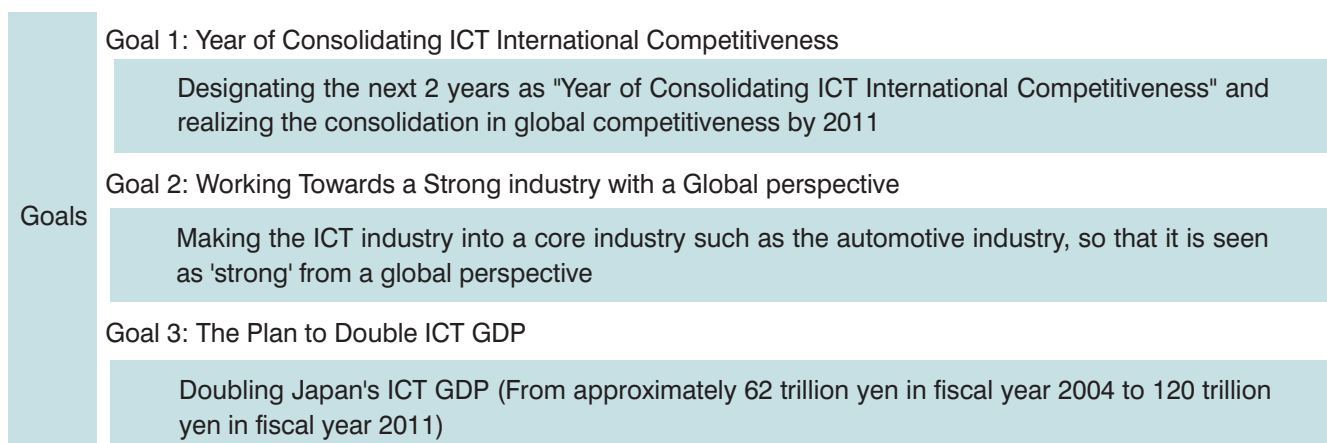 Goals
Goal 1: Year of Consolidating ICT International Competitiveness
Designating the next 2 years as "Year of Consolidating ICT International Competitiveness" and
realizing the consolidation in global competitiveness by 2011
Goal 2: Working Towards a Strong industry with a Global perspective
Making the ICT industry into a core industry such as the automotive industry, so that it is seen
as 'strong' from a global perspective
Goal 3: The Plan to Double ICT GDP
Doubling Japan's ICT GDP (From approximately 62 trillion yen in fiscal year 2004 to 120 trillion
yen in fiscal year 2011)